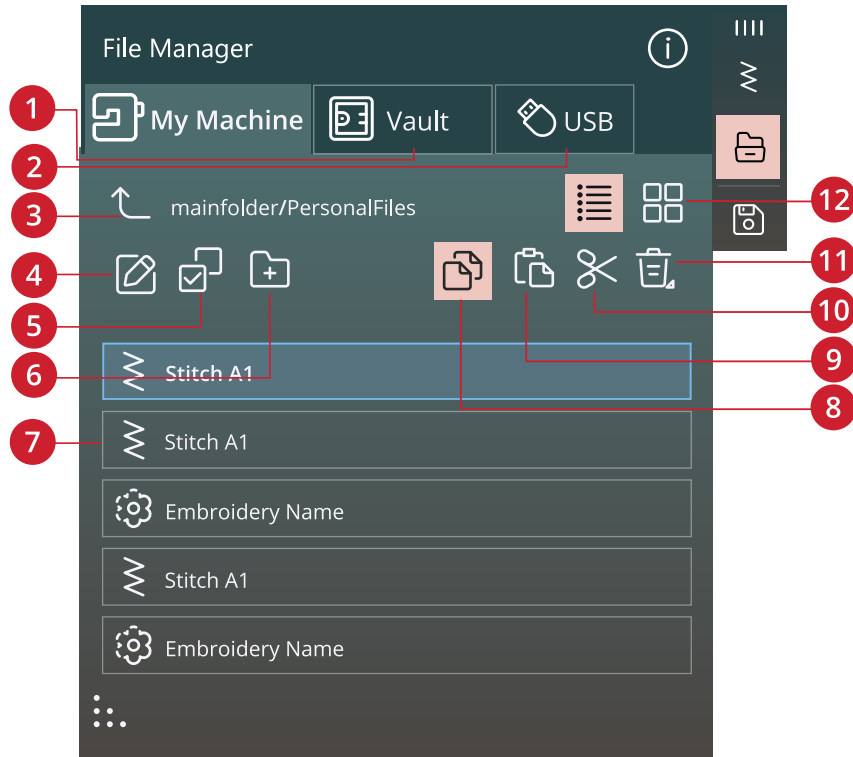 File Manager
1
My Machine
Vault
USB
2
3
mainfolder/PersonalFiles
12
4
11
5
10
6
9
8
Stitch A1
7
Stitch A1
Embroidery Name
Stitch A1
Embroidery Name